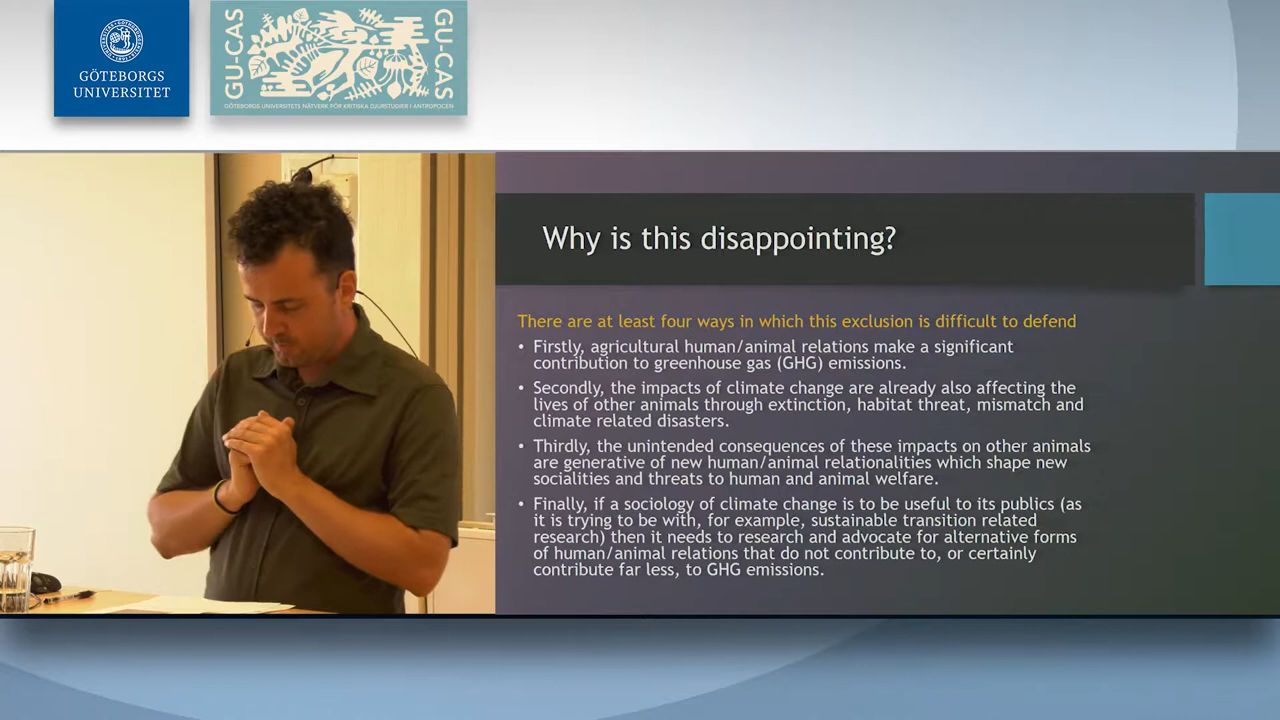 GÖTEBORGS
UNIVERSITET
GU-CAS
GU-CAS
GÖTEBORGS UNIVERSITETS NÄTVERK FÖR KRITISKA DJURSTUDIER I ANTROPOCEN
Why is this disappointing?
There are at least four ways in which this exclusion is difficult to defend
• Firstly, agricultural human/animal relations make a significant
contribution to greenhouse gas (GHG) emissions.
• Secondly, the impacts of climate change are already also affecting the
lives of other animals through extinction, habitat threat, mismatch and
climate related disasters.
• Thirdly, the unintended consequences of these impacts on other animals
are generative of new human/animal relationalities which shape new
socialities and threats to human and animal welfare.
• Finally, if a sociology of climate change is to be useful to its publics (as
it is trying to be with, for example, sustainable transition related
research) then it needs to research and advocate for alternative forms
of human/animal relations that do not contribute to, or certainly
contribute far less, to GHG emissions.